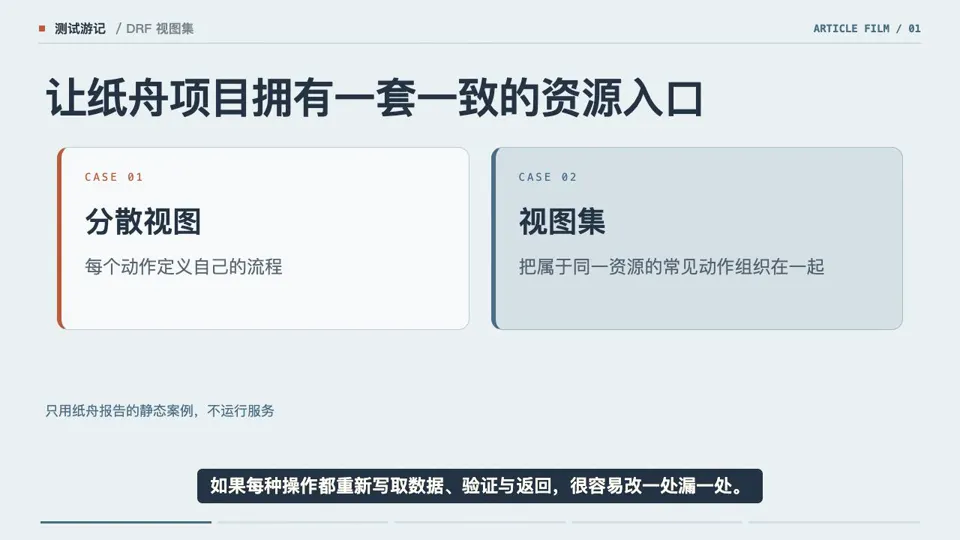 测试游记 / DRF 视图集
ARTICLE FILM / 01
让纸舟项目拥有一套一致的资源入口
CASE 01
分散视图
每个动作定义自己的流程
CASE 02
视图集
把属于同一资源的常见动作组织在一起
只用纸舟报告的静态案例，不运行服务
如果每种操作都重新写取数据、验证与返回，很容易改一处漏一处。